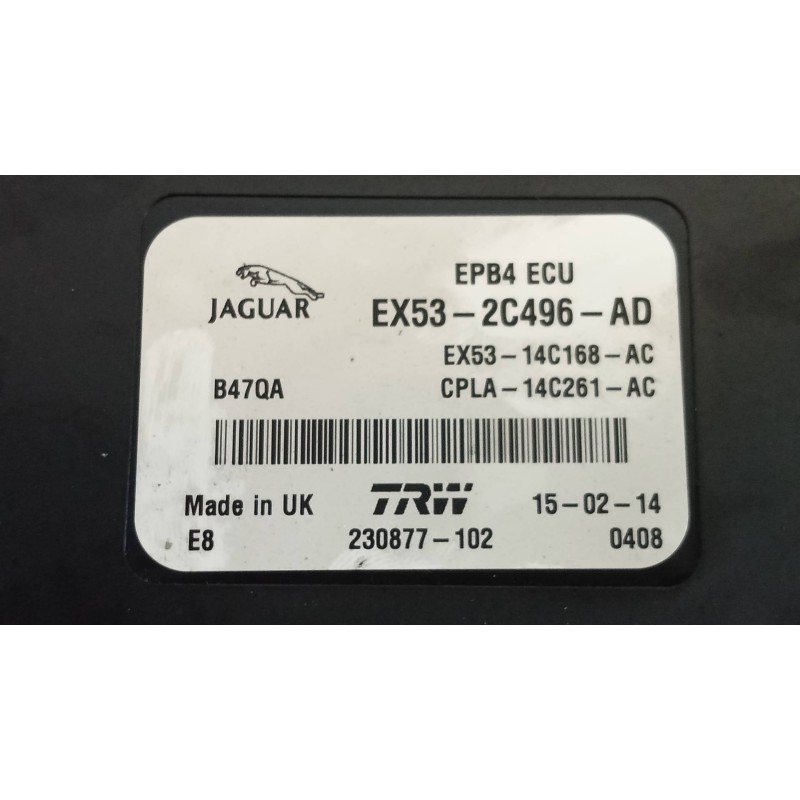 EPB4 ECU
JAGUAR EX53-2C496-AD
EX53-14C168-AC
B47QA CPLA-14C261-AC
Made in UK TRW 15-02-14
E8 230877-102 0408